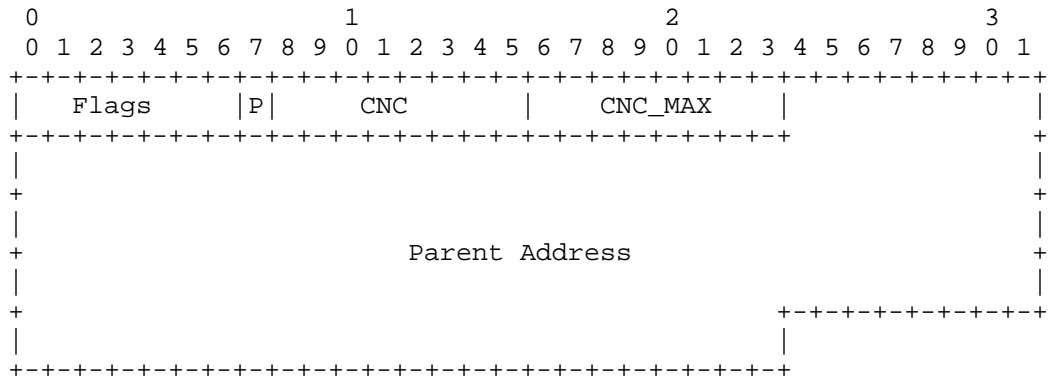 0                   1                   2                   3
 0 1 2 3 4 5 6 7 8 9 0 1 2 3 4 5 6 7 8 9 0 1 2 3 4 5 6 7 8 9 0 1
+-+-+-+-+-+-+-+-+-+-+-+-+-+-+-+-+-+-+-+-+-+-+-+-+-+-+-+-+-+-+-+-+
|   Flags     |P|     CNC       |    CNC_MAX    |               |
+-+-+-+-+-+-+-+-+-+-+-+-+-+-+-+-+-+-+-+-+-+-+-+-+               +
|                                                               |
+                                                               +
|                                                               |
+                        Parent Address                         +
|                                                               |
+                                               +-+-+-+-+-+-+-+-+
|                                               |
+-+-+-+-+-+-+-+-+-+-+-+-+-+-+-+-+-+-+-+-+-+-+-+-+